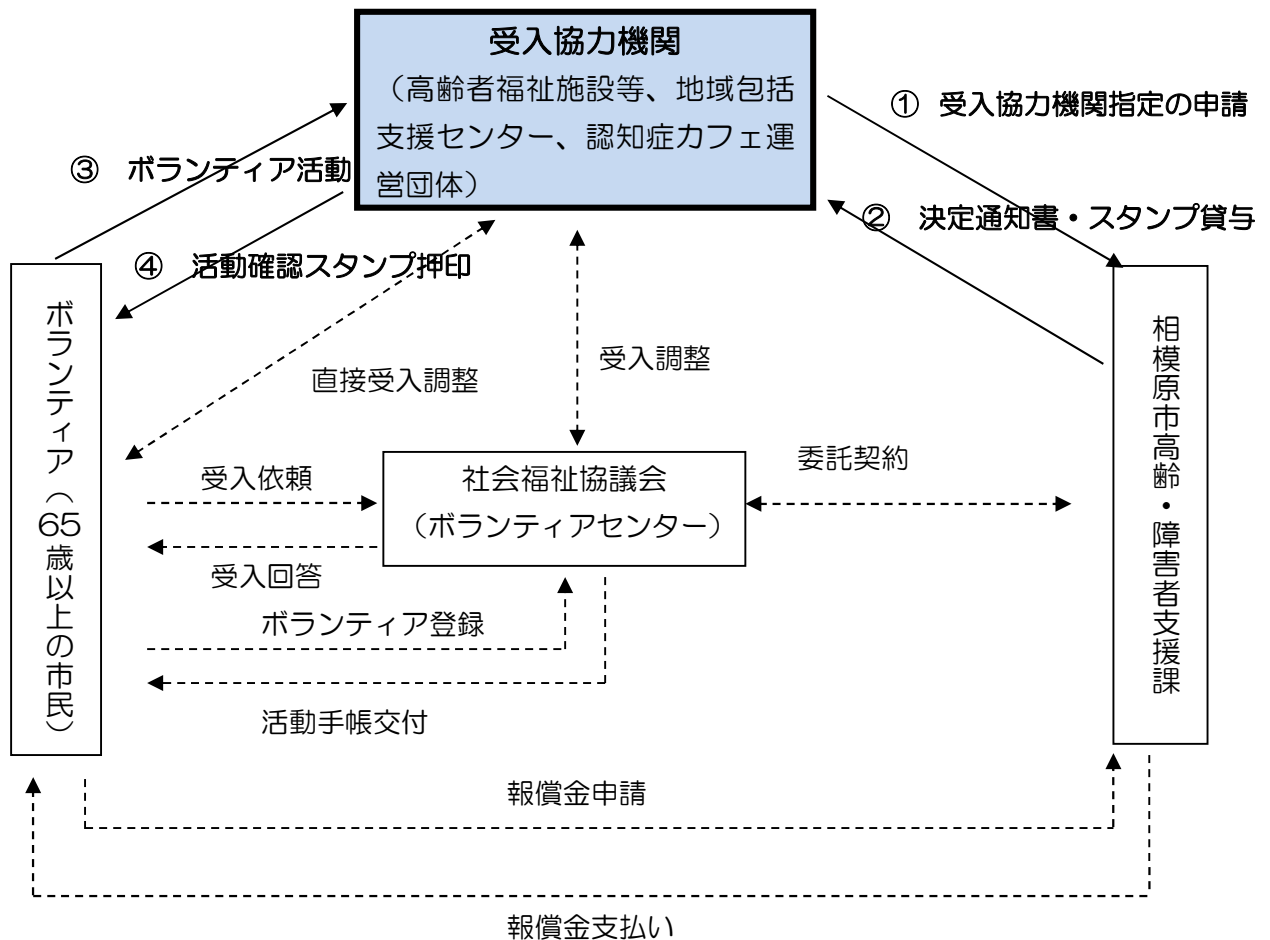 受入協力機関
（高齢者福祉施設等、地域包括
支援センター、認知症カフェ運
営団体）
① 受入協力機関指定の申請
② 決定通知書・スタンプ貸与
③ ボランティア活動
④ 活動確認スタンプ押印
ボランティア（65歳以上の市民）
相模原市高齢・障害者支援課
直接受入調整
受入調整
委託契約
社会福祉協議会
（ボランティアセンター）
受入依頼
受入回答
ボランティア登録
活動手帳交付
報償金申請
報償金支払い